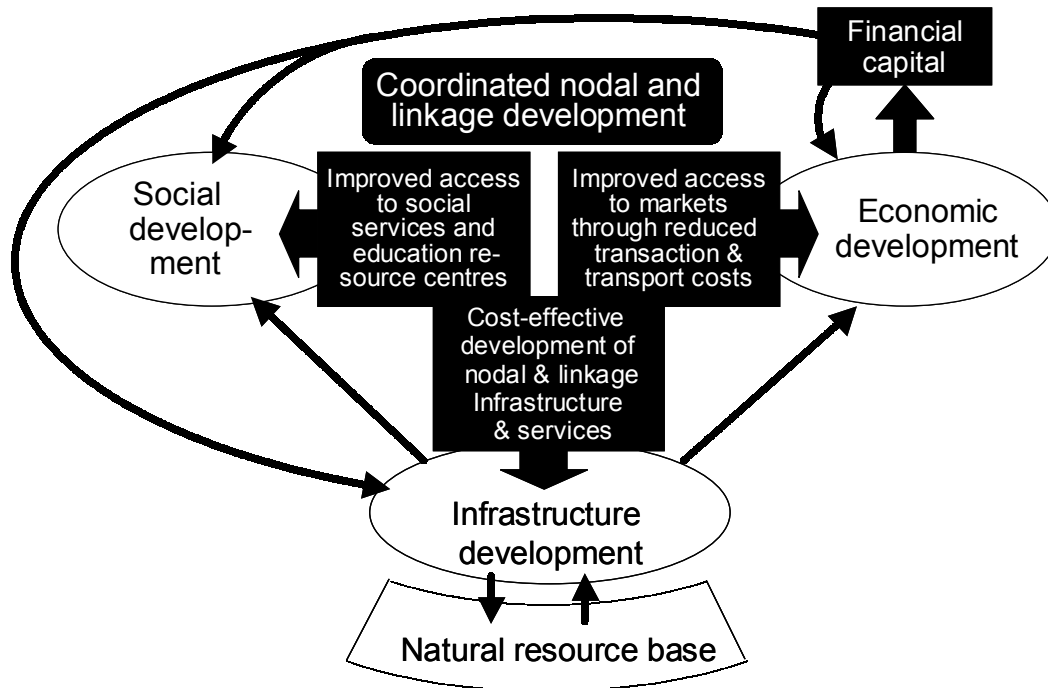 Financial
capital
Coordinated nodal and
linkage development
Social
develop-
ment
Improved access
to social
services and
education re-
source centres
Improved access
to markets
through reduced
transaction &
transport costs
Economic
development
Cost-effective
development of
nodal & linkage
Infrastructure
& services
Infrastructure
development
Natural resource base